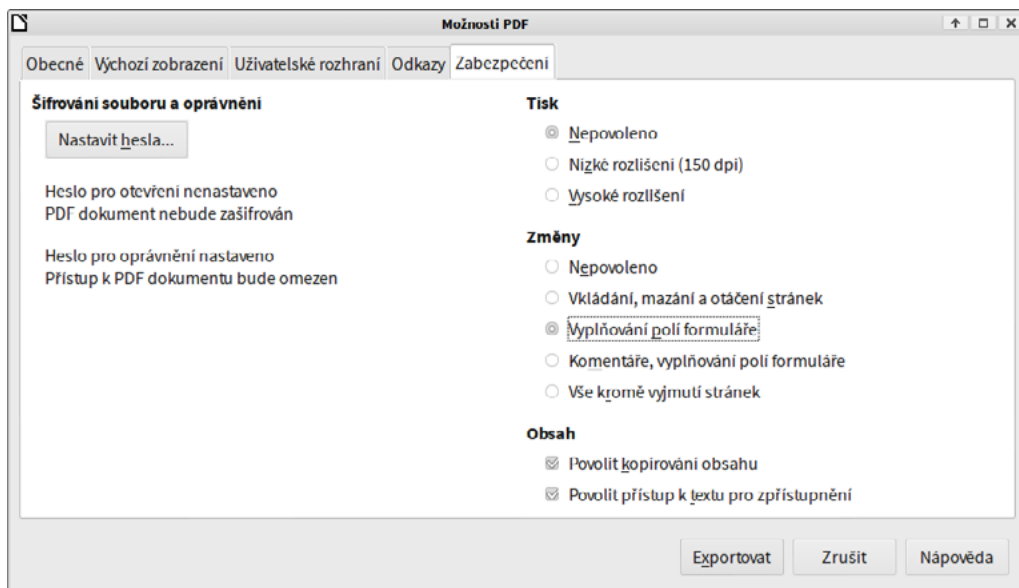 Možnosti PDF
Obecné Výchozí zobrazení Uživatelské rozhraní Odkazy Zabezpečení
Šifrování souboru a oprávnění
Nastavit hesla...
Heslo pro otevření nenastaveno
PDF dokument nebude zašifrován
Heslo pro oprávnění nastaveno
Přístup k PDF dokumentu bude omezen
Tisk
Nepovoleno
Nízké rozlišení (150 dpi)
Vysoké rozlišení
Změny
Nepovoleno
Vkládání, mazání a otáčení stránek
Vyplňování polí formuláře
Komentáře, vyplňování polí formuláře
Vše kromě vyjmutí stránek
Obsah
Povolit kopírování obsahu
Povolit přístup k textu pro zpřístupnění
Exportovat Zrušit Nápověda